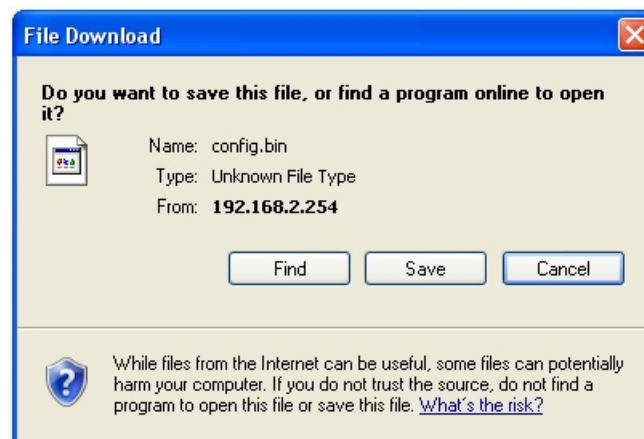 File Download
Do you want to save this file, or find a program online to open
it?
Name: config.bin
Type: Unknown File Type
From: 192.168.2.254
Find Save Cancel
While files from the Internet can be useful, some files can potentially
harm your computer. If you do not trust the source, do not find a
program to open this file or save this file. What's the risk?